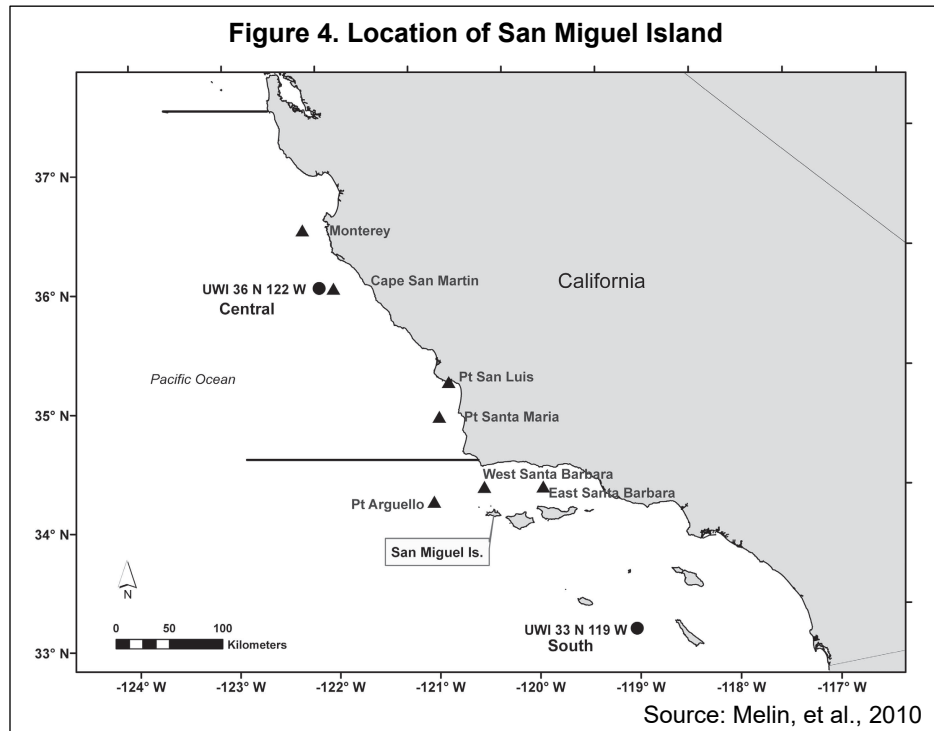 Figure 4. Location of San Miguel Island
37° N
Monterey
Cape San Martin
California
UWI 36 N 122 W
36° N
Central
Pacific Ocean
Pt San Luis
35° N
Pt Santa Maria
West Santa Barbara
East Santa Barbara
Pt Arguello
34° N
San Miguel Is.
N
0 50 100
Kilometers
UWI 33 N 119 W
South
33° N
-124° W -123° W -122° W -121° W -120° W -119° W -118° W -117° W
Source: Melin, et al., 2010